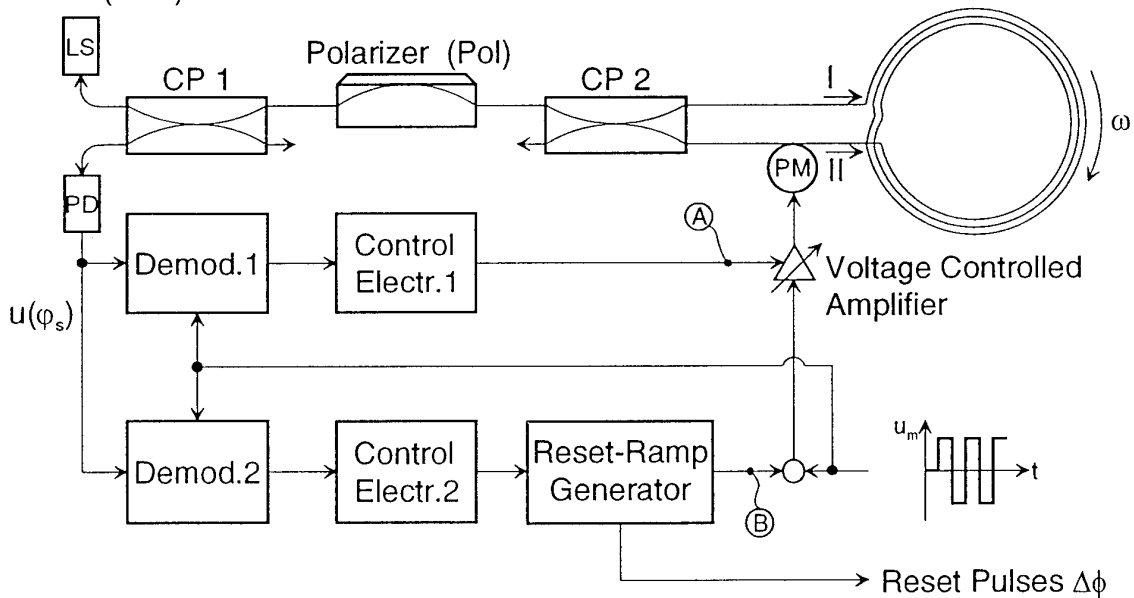 LS
CP 1
Polarizer (Pol)
CP 2
I
ω
II
PM
PD
A
Demod.1
Control
Electr.1
Voltage Controlled
Amplifier
u(φₛ)
Demod.2
Control
Electr.2
Reset-Ramp
Generator
B
uₘ
t
Reset Pulses Δϕ